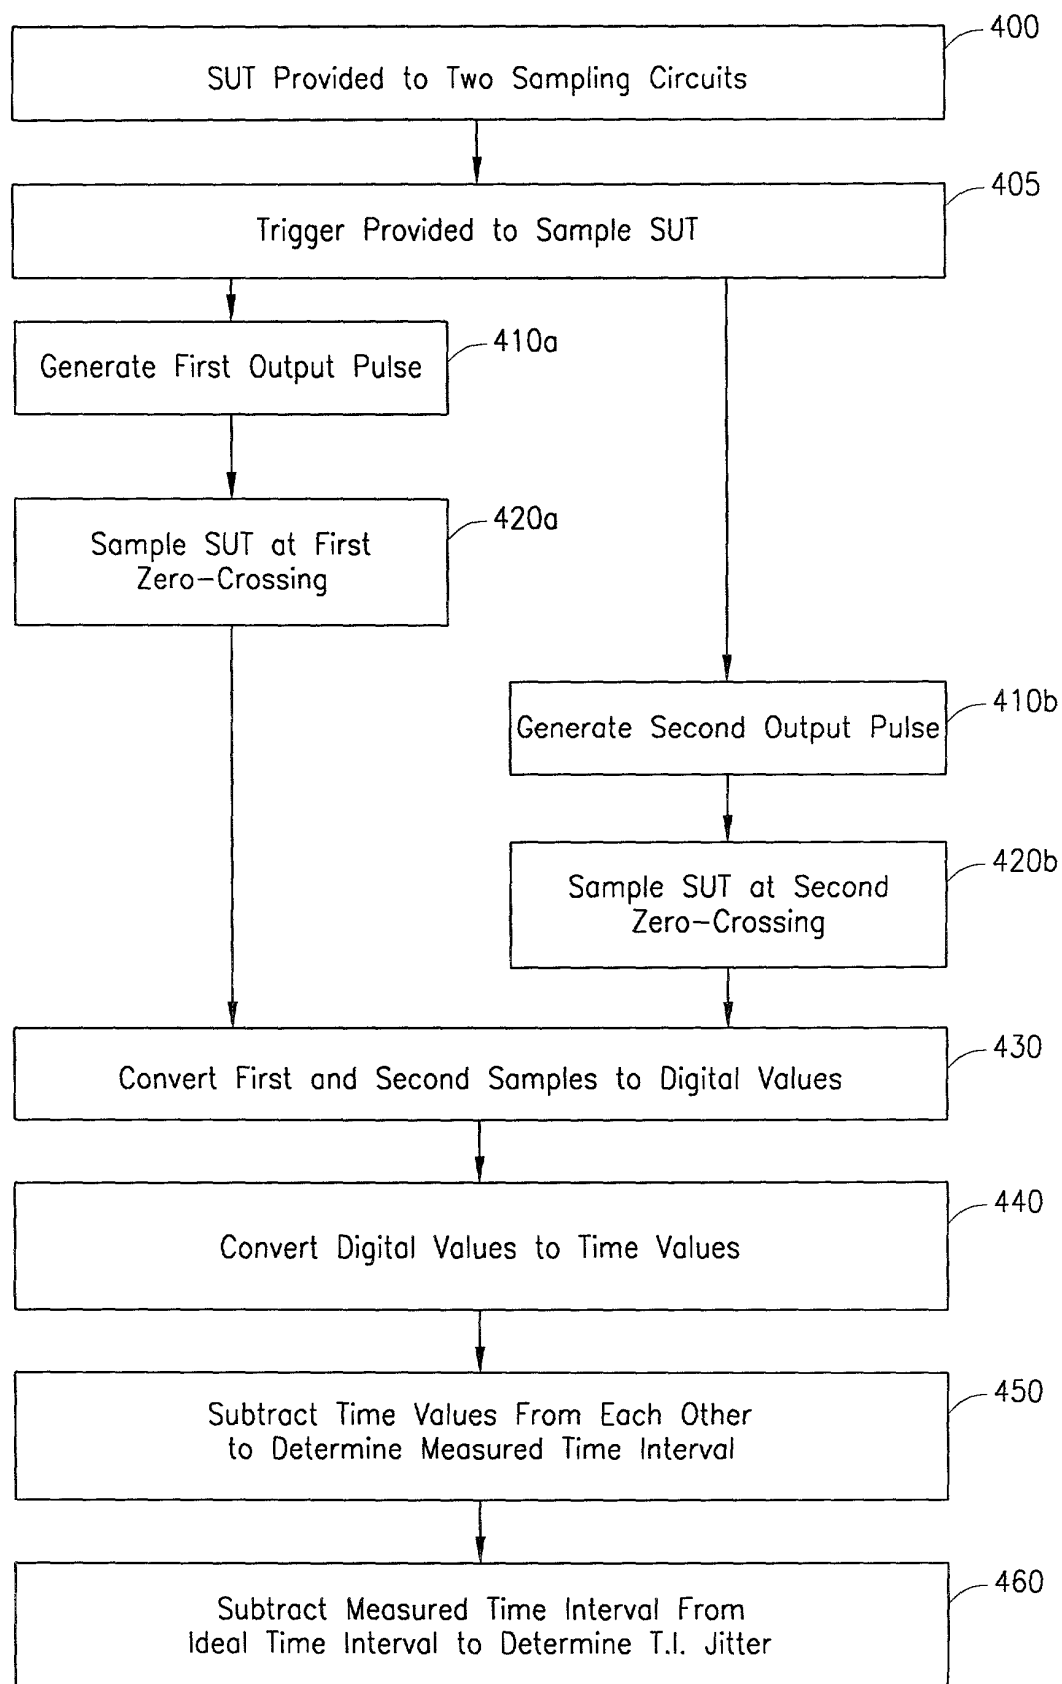 400
SUT Provided to Two Sampling Circuits
405
Trigger Provided to Sample SUT
410a
Generate First Output Pulse
420a
Sample SUT at First
Zero-Crossing
410b
Generate Second Output Pulse
420b
Sample SUT at Second
Zero-Crossing
430
Convert First and Second Samples to Digital Values
440
Convert Digital Values to Time Values
450
Subtract Time Values From Each Other
to Determine Measured Time Interval
460
Subtract Measured Time Interval From
Ideal Time Interval to Determine T.I. Jitter